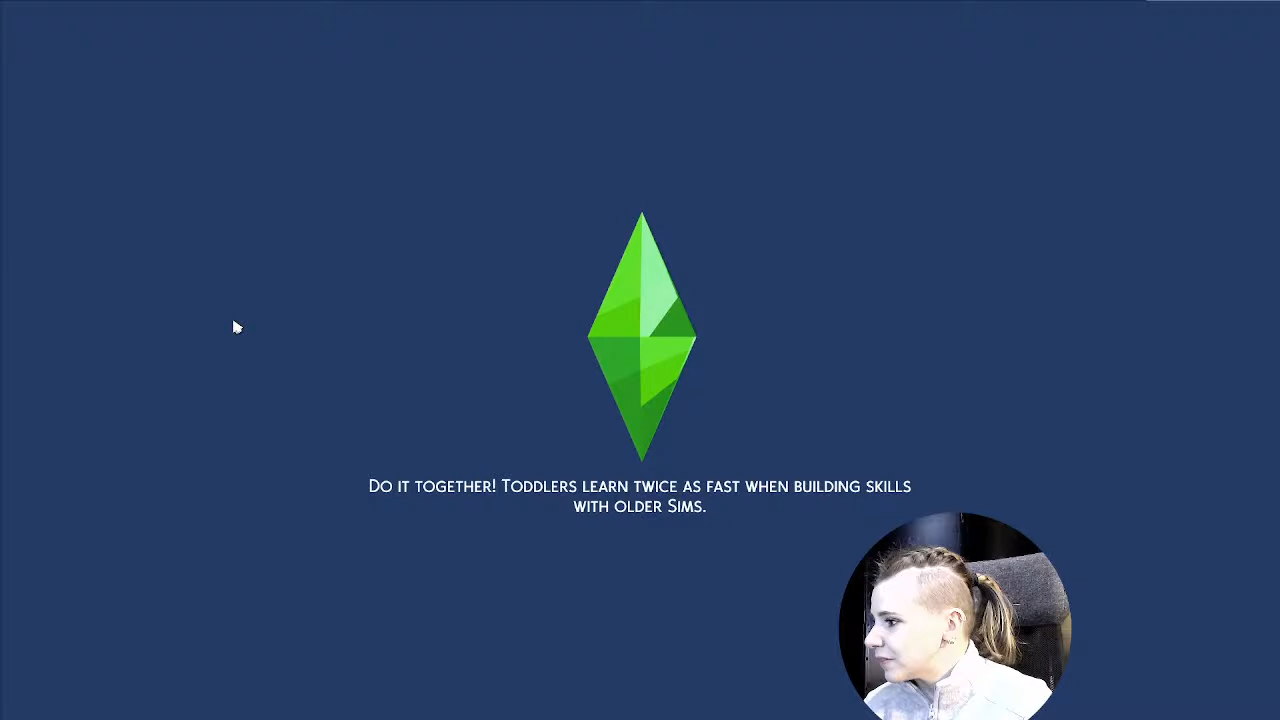 Do it together! Toddlers learn twice as fast when building skills
with older Sims.